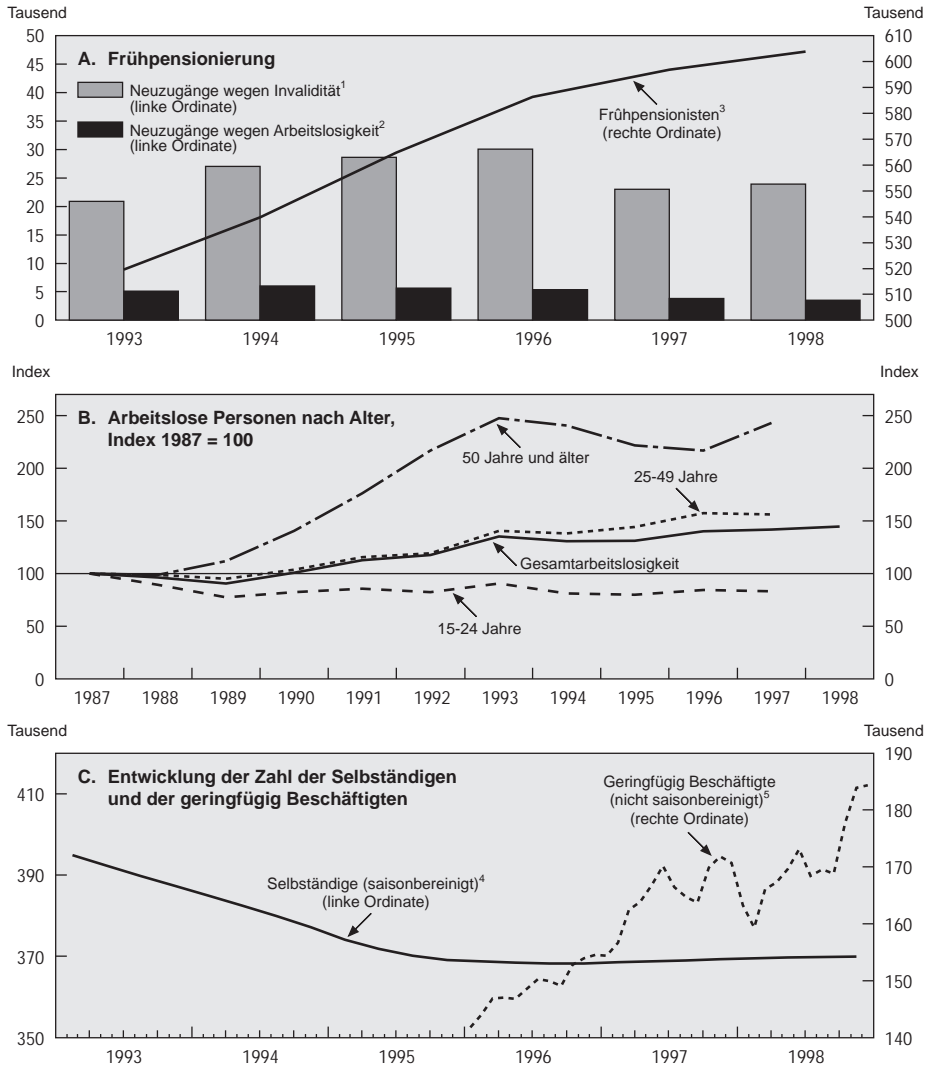 Tausend
Tausend
A. Frühpensionierung
Neuzugänge wegen Invalidität¹
(linke Ordinate)
Neuzugänge wegen Arbeitslosigkeit²
(linke Ordinate)
Frûhpensionisten³
(rechte Ordinate)
50
45
40
35
30
25
20
15
10
5
0
610
600
590
580
570
560
550
540
530
520
510
500
1993 1994 1995 1996 1997 1998
Index
Index
B. Arbeitslose Personen nach Alter,
Index 1987 = 100
50 Jahre und älter
25-49 Jahre
Gesamtarbeitslosigkeit
15-24 Jahre
250
200
150
100
50
0
250
200
150
100
50
0
1987 1988 1989 1990 1991 1992 1993 1994 1995 1996 1997 1998
Tausend
Tausend
C. Entwicklung der Zahl der Selbständigen
und der geringfügig Beschäftigten
Geringfügig Beschäftigte
(nicht saisonbereinigt)⁵
(rechte Ordinate)
Selbständige (saisonbereinigt)⁴
(linke Ordinate)
410
390
370
350
190
180
170
160
150
140
1993 1994 1995 1996 1997 1998